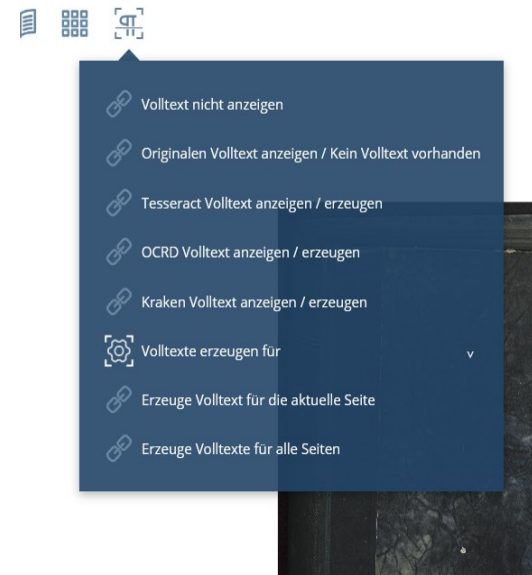 Volltext nicht anzeigen
Originalen Volltext anzeigen / Kein Volltext vorhanden
Tesseract Volltext anzeigen / erzeugen
OCRD Volltext anzeigen / erzeugen
Kraken Volltext anzeigen / erzeugen
Volltexte erzeugen für v
Erzeuge Volltext für die aktuelle Seite
Erzeuge Volltexte für alle Seiten